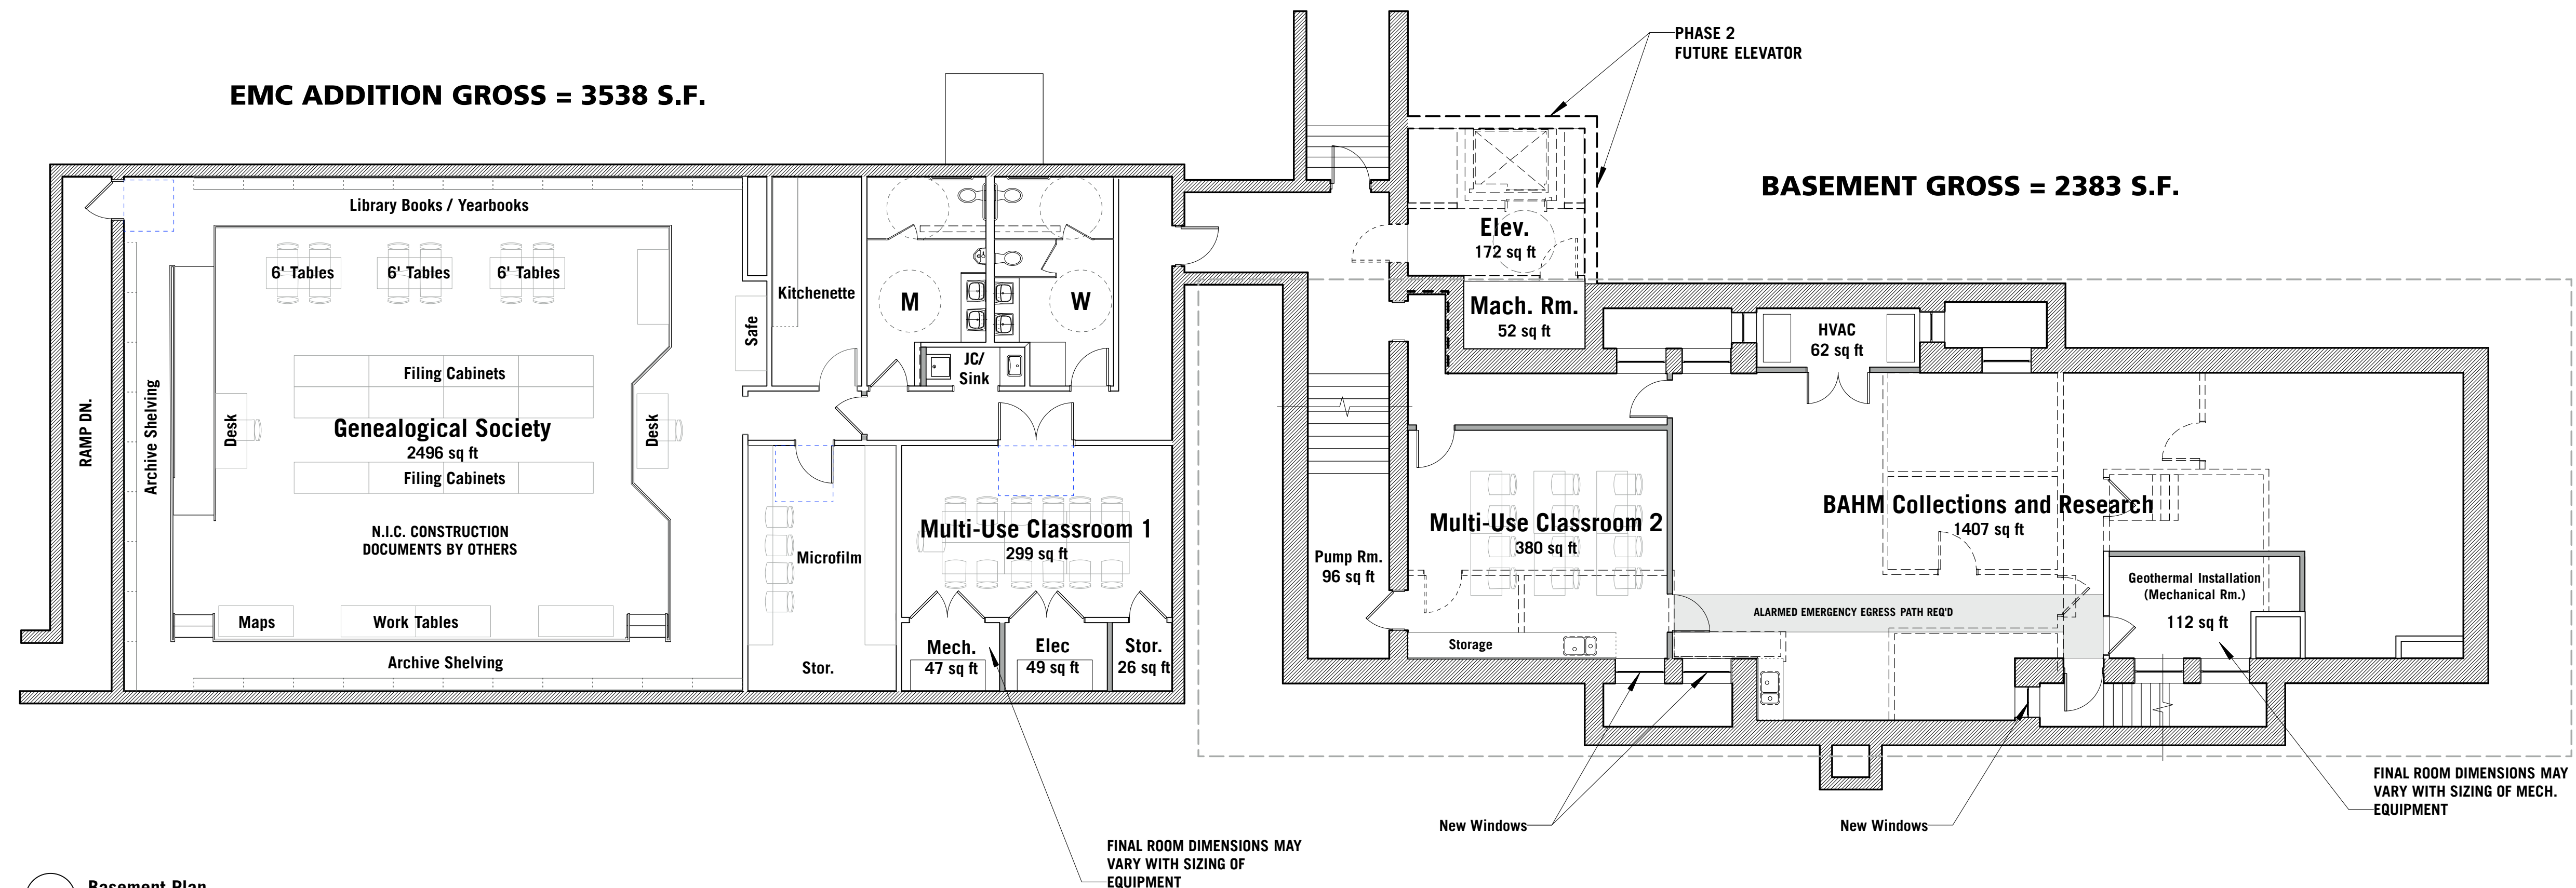 PHASE 2
FUTURE ELEVATOR
EMC ADDITION GROSS = 3538 S.F.
BASEMENT GROSS = 2383 S.F.
Library Books / Yearbooks
6' Tables
6' Tables
6' Tables
Kitchenette
M
W
Safe
JC/
Sink
Elev.
172 sq ft
Mach. Rm.
52 sq ft
HVAC
62 sq ft
RAMP DN.
Archive Shelving
Desk
Filing Cabinets
Genealogical Society
2496 sq ft
Filing Cabinets
Desk
N.I.C. CONSTRUCTION
DOCUMENTS BY OTHERS
Maps
Work Tables
Archive Shelving
Microfilm
Stor.
Multi-Use Classroom 1
299 sq ft
Mech.
47 sq ft
Elec
49 sq ft
Stor.
26 sq ft
Pump Rm.
96 sq ft
Multi-Use Classroom 2
380 sq ft
Storage
BAHM Collections and Research
1407 sq ft
ALARMED EMERGENCY EGRESS PATH REQ'D
Geothermal Installation
(Mechanical Rm.)
112 sq ft
New Windows
New Windows
FINAL ROOM DIMENSIONS MAY
VARY WITH SIZING OF MECH.
EQUIPMENT
FINAL ROOM DIMENSIONS MAY
VARY WITH SIZING OF
EQUIPMENT
Basement Plan